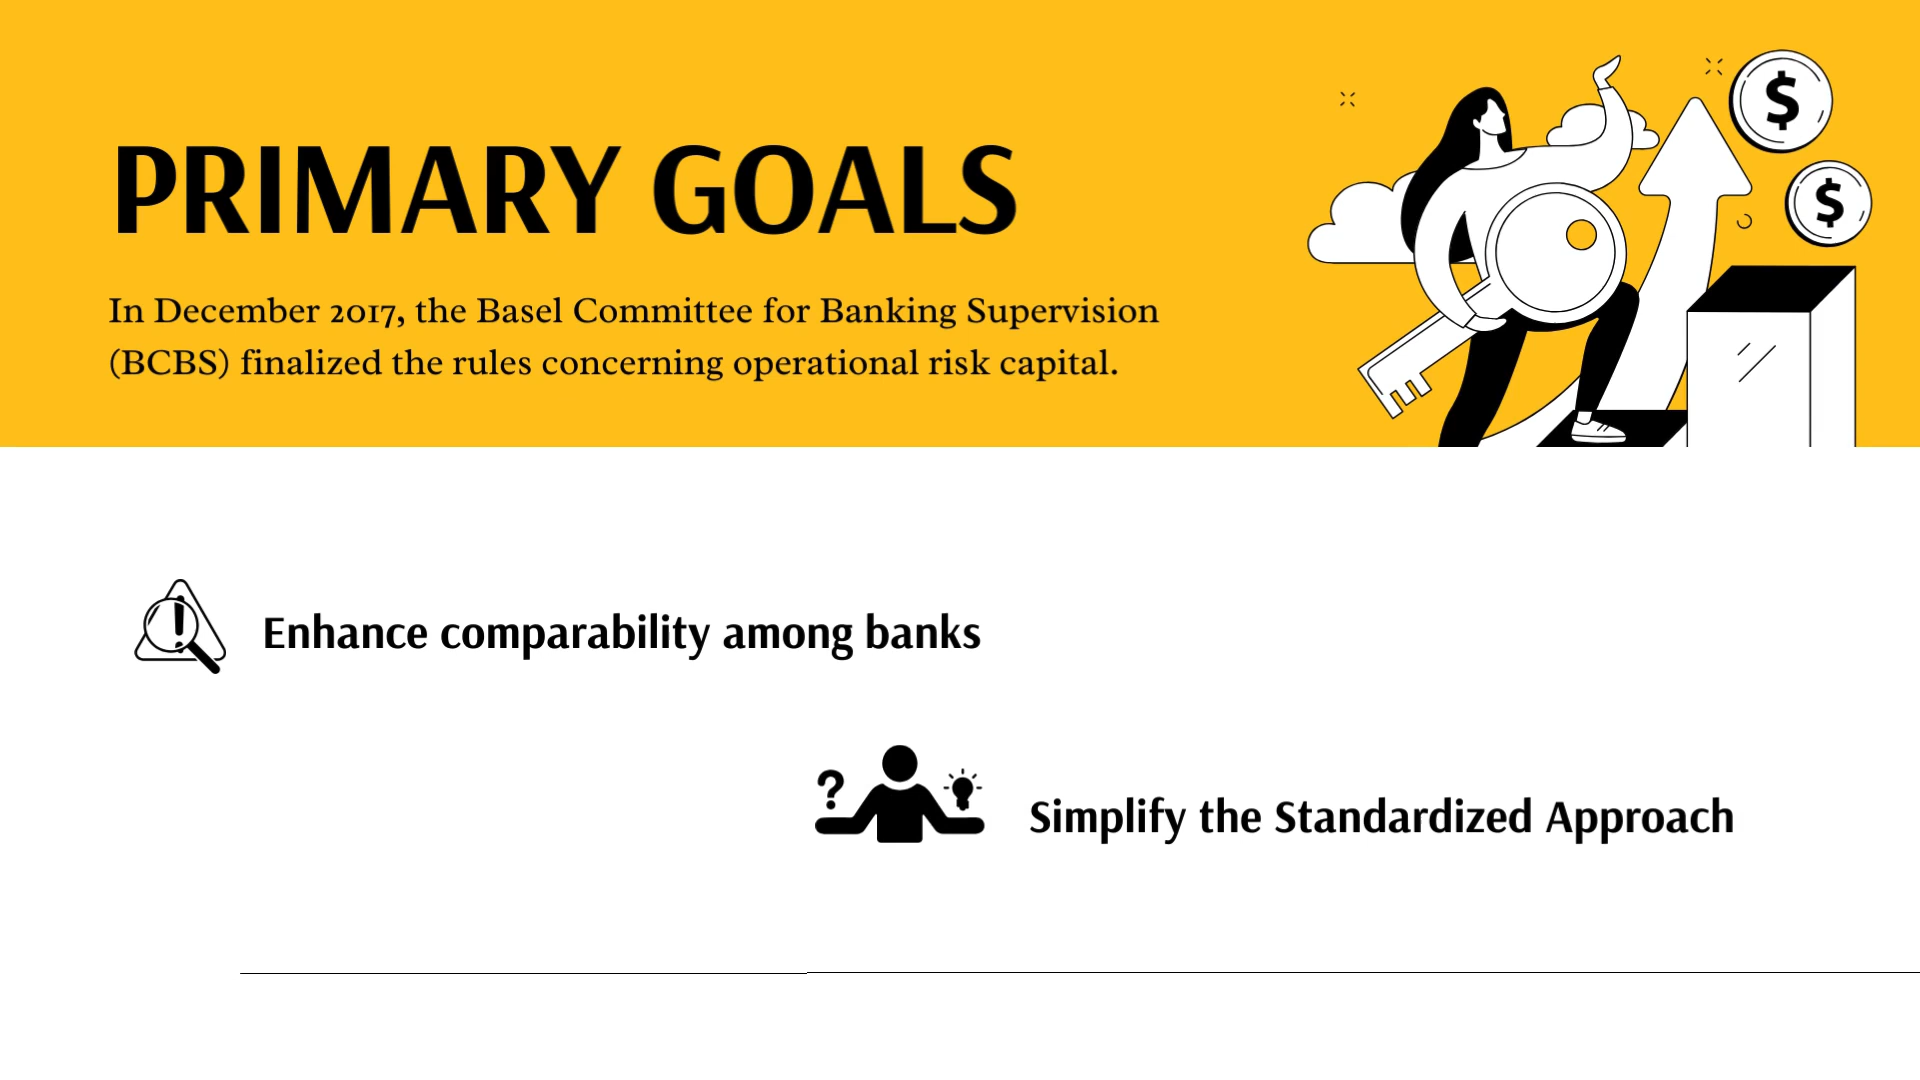 PRIMARY GOALS
In December 2017, the Basel Committee for Banking Supervision
(BCBS) finalized the rules concerning operational risk capital.
$
$
Enhance comparability among banks
?
Simplify the Standardized Approach